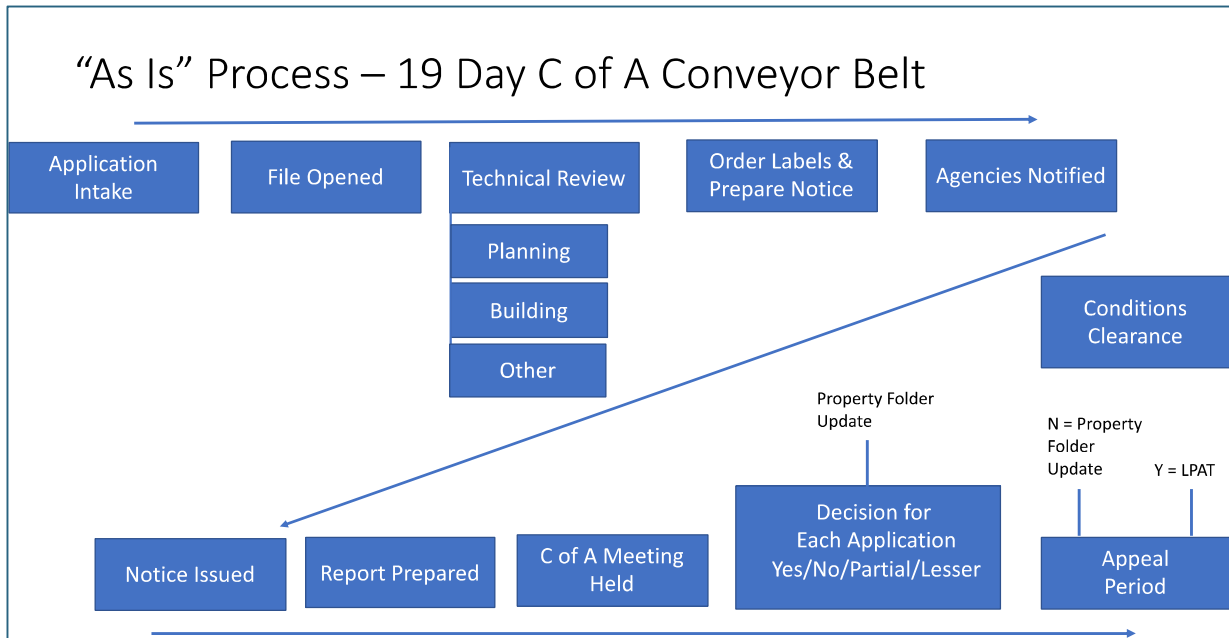 “As Is” Process – 19 Day C of A Conveyor Belt
Application
Intake
File Opened
Technical Review
Order Labels &
Prepare Notice
Agencies Notified
Planning
Building
Other
Conditions
Clearance
Property Folder
Update
N = Property
Folder
Update
Y = LPAT
Notice Issued
Report Prepared
C of A Meeting
Held
Decision for
Each Application
Yes/No/Partial/Lesser
Appeal
Period